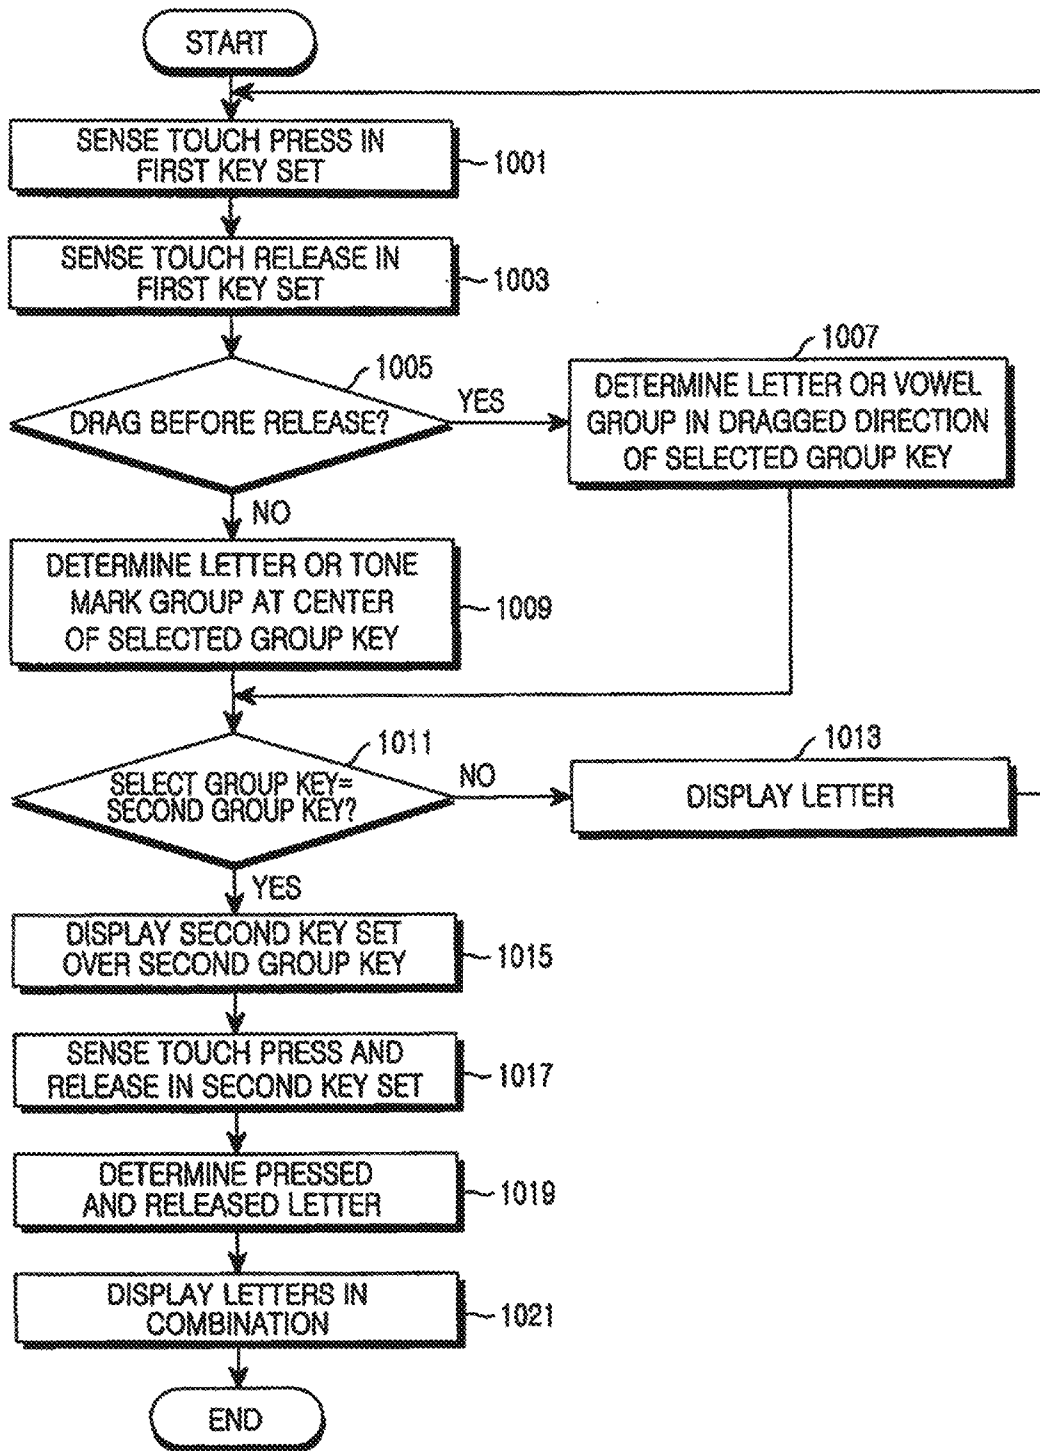 START
SENSE TOUCH PRESS IN
FIRST KEY SET
1001
SENSE TOUCH RELEASE IN
FIRST KEY SET
1003
DRAG BEFORE RELEASE?
1005
YES
1007
DETERMINE LETTER OR VOWEL
GROUP IN DRAGGED DIRECTION
OF SELECTED GROUP KEY
NO
DETERMINE LETTER OR TONE
MARK GROUP AT CENTER
OF SELECTED GROUP KEY
1009
SELECT GROUP KEY=
SECOND GROUP KEY?
1011
NO
1013
DISPLAY LETTER
YES
DISPLAY SECOND KEY SET
OVER SECOND GROUP KEY
1015
SENSE TOUCH PRESS AND
RELEASE IN SECOND KEY SET
1017
DETERMINE PRESSED
AND RELEASED LETTER
1019
DISPLAY LETTERS IN
COMBINATION
1021
END